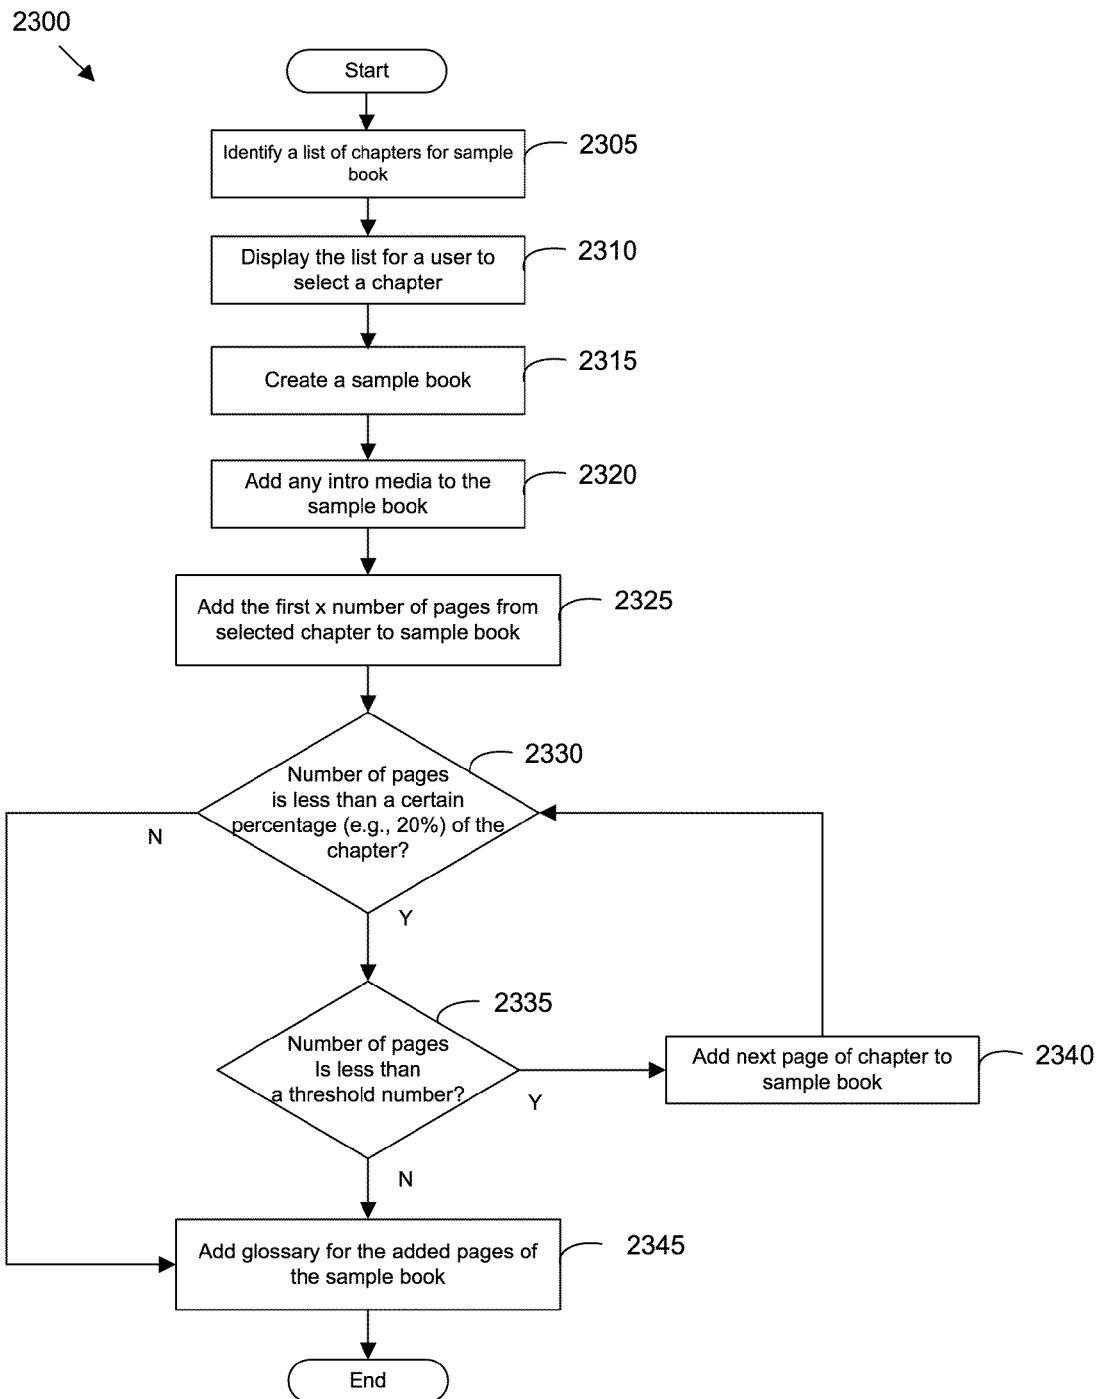 2300
Start
Identify a list of chapters for sample
book
2305
Display the list for a user to
select a chapter
2310
Create a sample book
2315
Add any intro media to the
sample book
2320
Add the first x number of pages from
selected chapter to sample book
2325
Number of pages
is less than a certain
percentage (e.g., 20%) of the
chapter?
2330
N
Y
Number of pages
Is less than
a threshold number?
2335
Y
Add next page of chapter to
sample book
2340
N
Add glossary for the added pages of
the sample book
2345
End